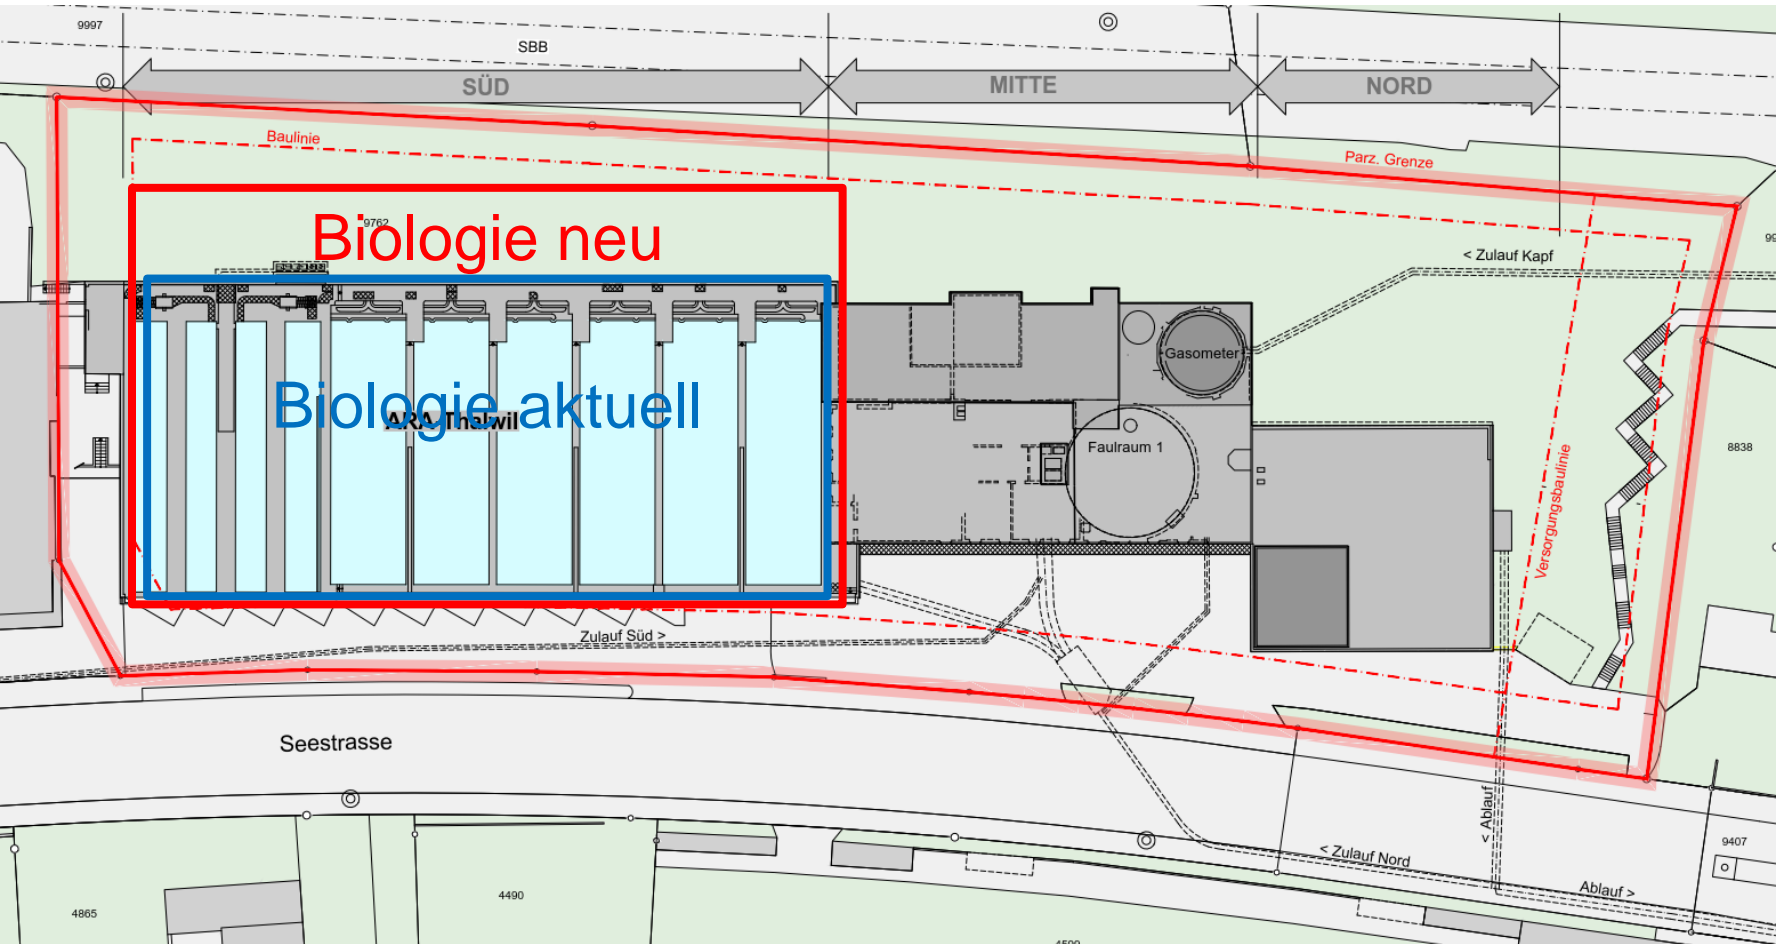 9997
SBB
SÜD
MITTE
NORD
Baulinie
Parz. Grenze
9762
Biologie neu
< Zulauf Kapf
Gasometer
Biologie aktuell
ARA Thalwil
Faulraum 1
8838
Versorgungsbaulinie
Zulauf Süd >
Seestrasse
< Ablauf
< Zulauf Nord
9407
Ablauf >
4490
4865